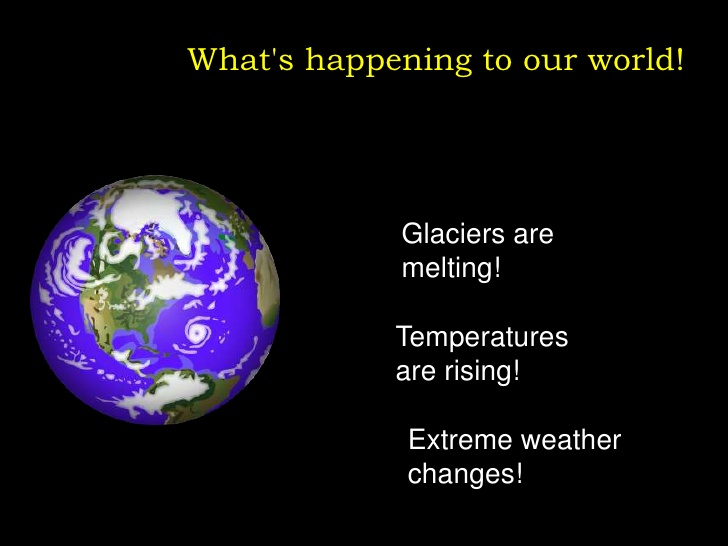 What's happening to our world!
Glaciers are
melting!
Temperatures
are rising!
Extreme weather
changes!